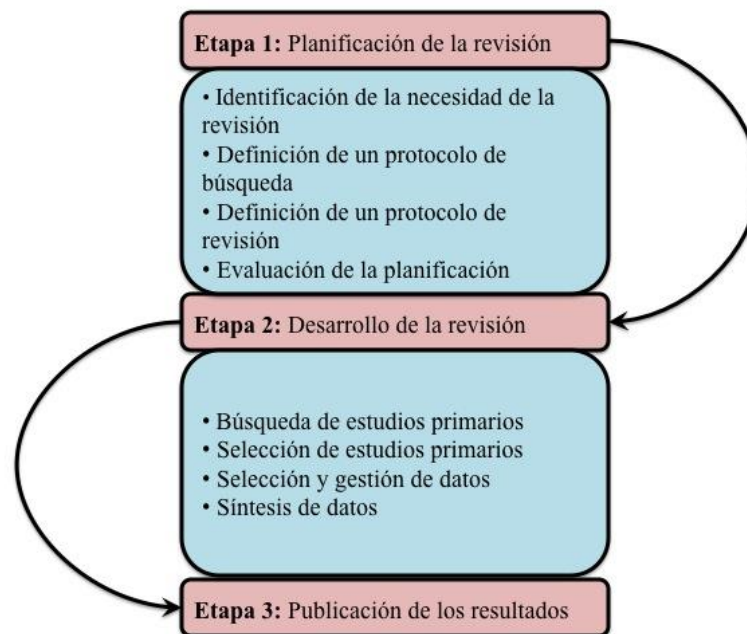 Etapa 1: Planificación de la revisión
• Identificación de la necesidad de la
revisión
• Definición de un protocolo de
búsqueda
• Definición de un protocolo de
revisión
• Evaluación de la planificación
Etapa 2: Desarrollo de la revisión
• Búsqueda de estudios primarios
• Selección de estudios primarios
• Selección y gestión de datos
• Síntesis de datos
Etapa 3: Publicación de los resultados